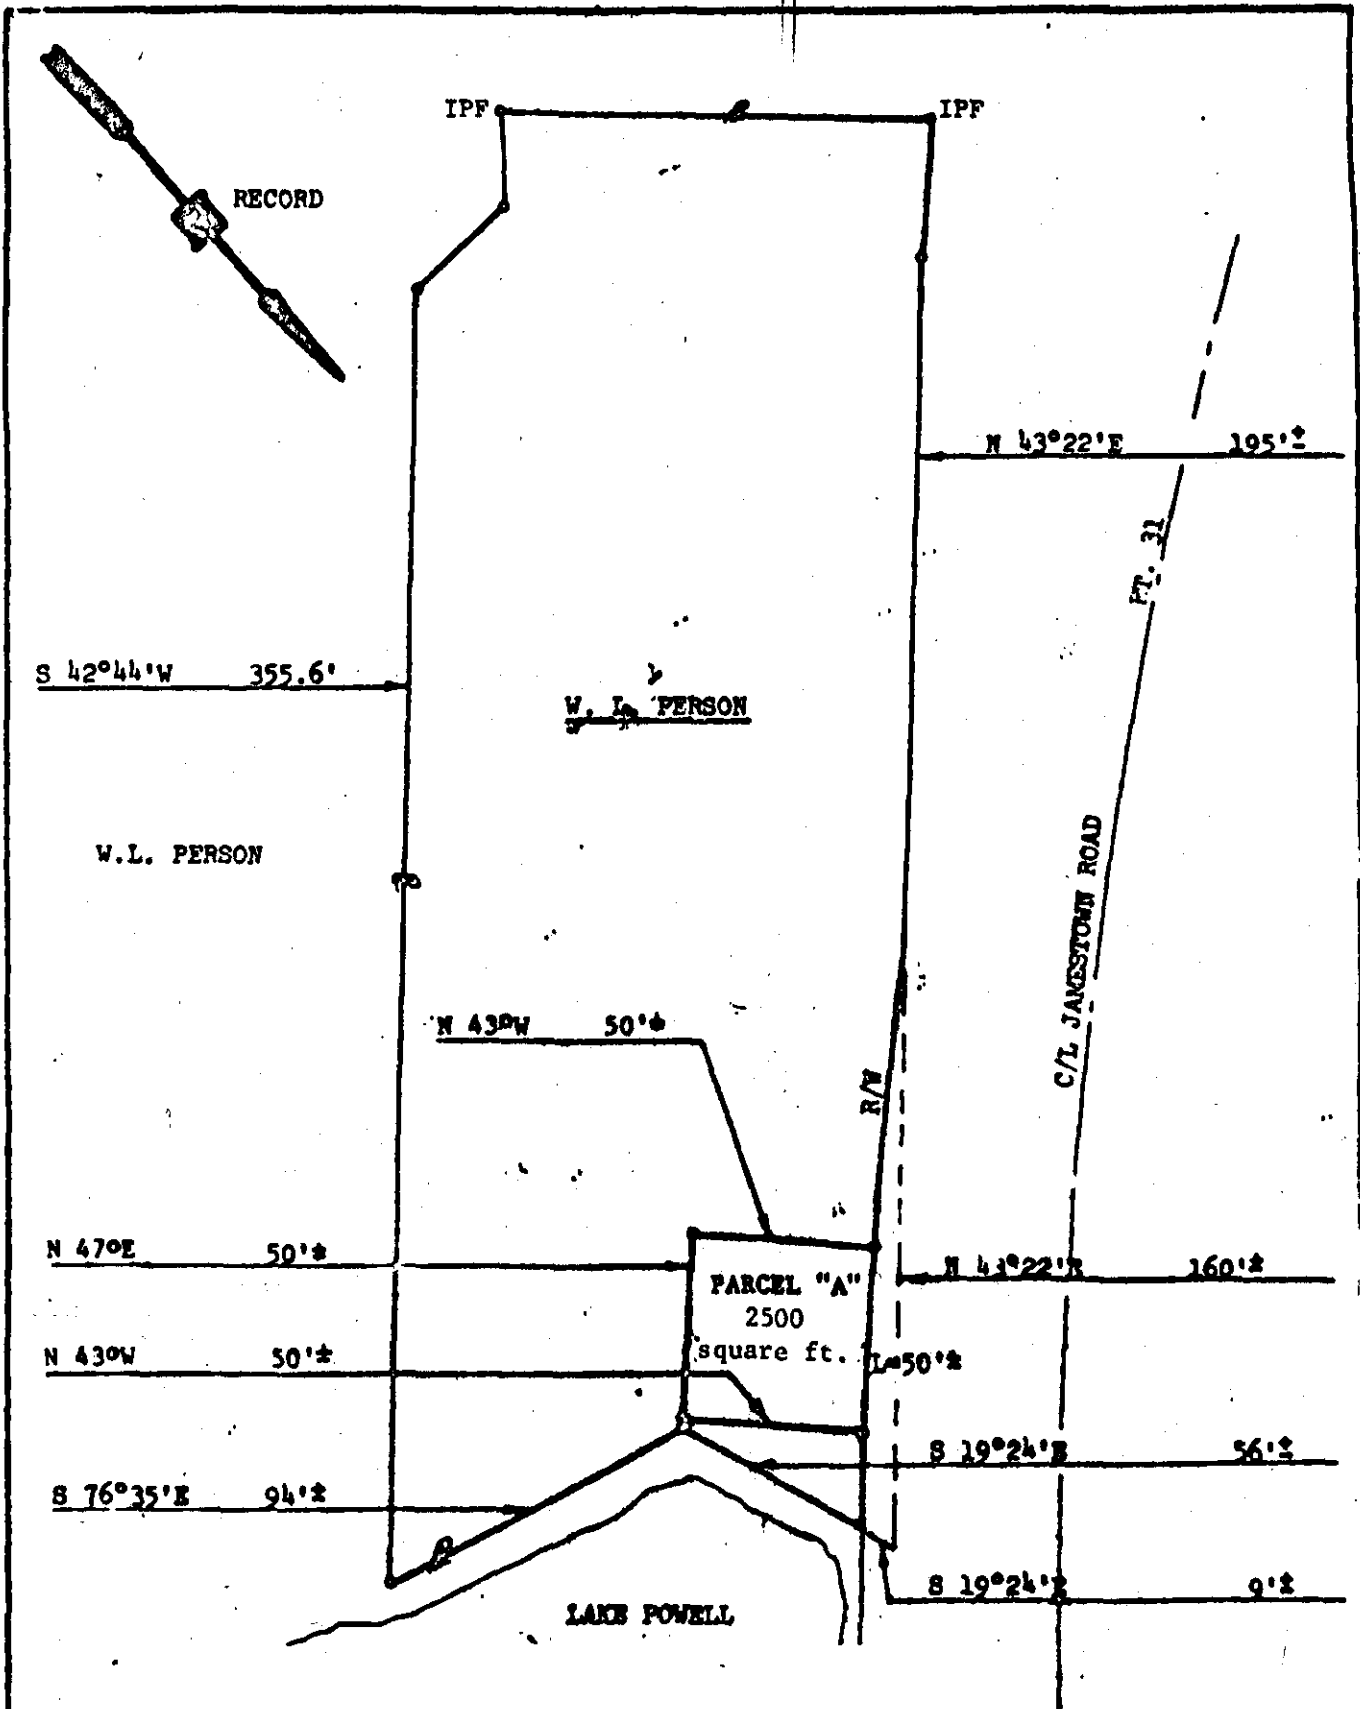 IPF
IPF
RECORD
N 43°22'E 195'±
RT. 31
S 42°44'W 355.6'
W. L. PERSON
W.L. PERSON
C/L JAMESTOWN ROAD
N 43°W 50'±
R/W
N 47°E 50'±
N 43°22'E 160'±
PARCEL "A"
2500
square ft.
N 43°W 50'±
L=50'±
S 19°24'E 56'±
S 76°35'E 94'±
S 19°24'E 9'±
LAKE POWELL